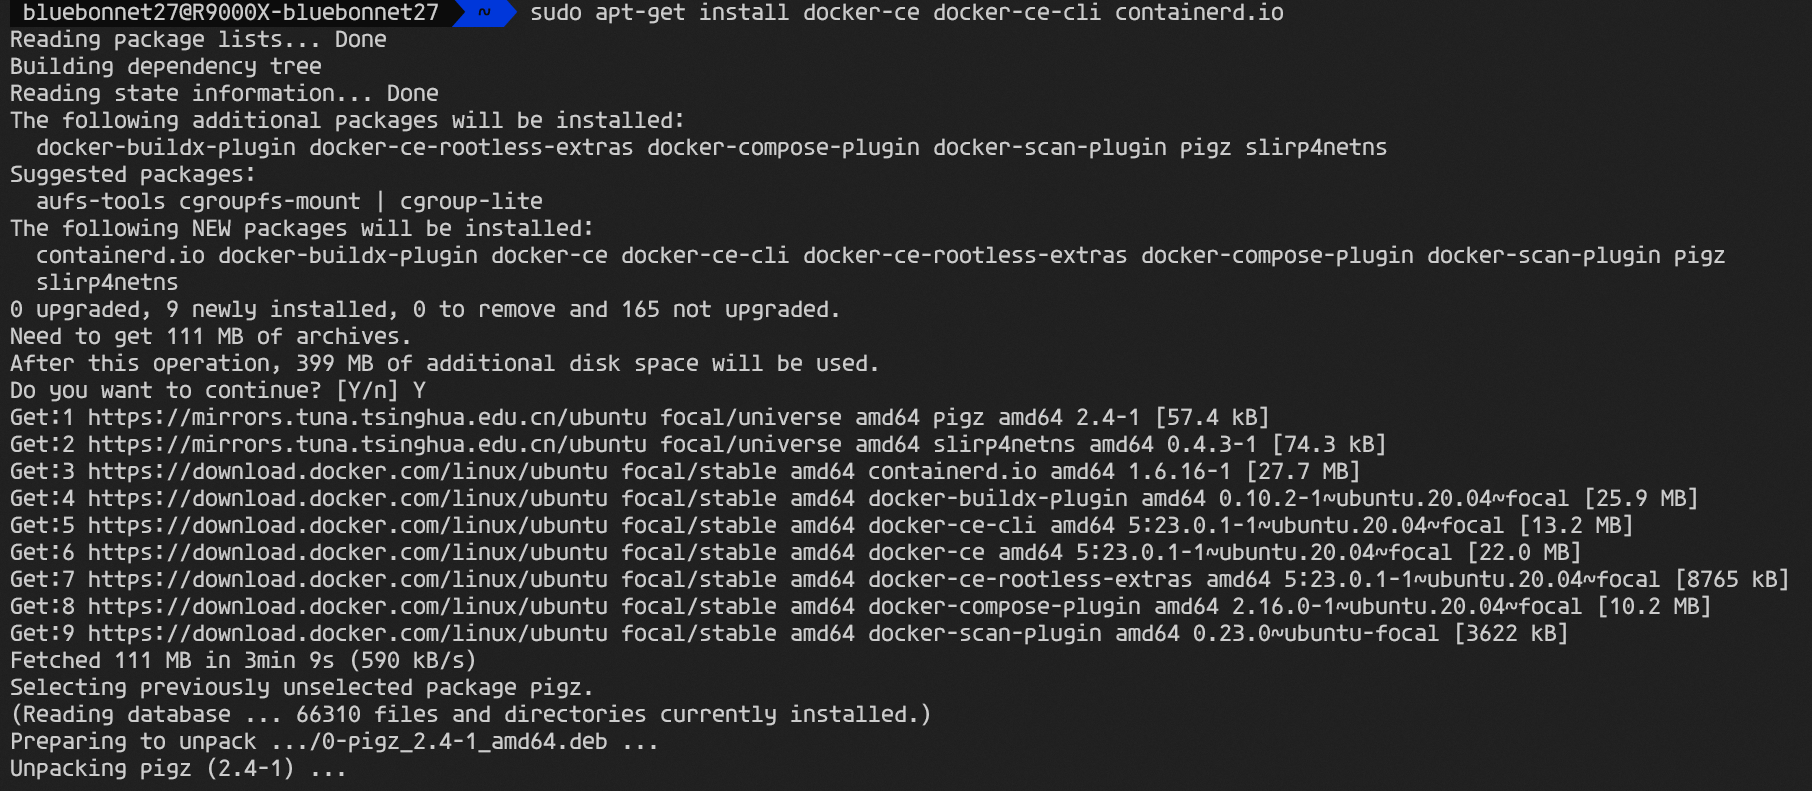 bluebonnet27@R9000X-bluebonnet27 ~ sudo apt-get install docker-ce docker-ce-cli containerd.io
Reading package lists... Done
Building dependency tree
Reading state information... Done
The following additional packages will be installed:
  docker-buildx-plugin docker-ce-rootless-extras docker-compose-plugin docker-scan-plugin pigz slirp4netns
Suggested packages:
  aufs-tools cgroupfs-mount | cgroup-lite
The following NEW packages will be installed:
  containerd.io docker-buildx-plugin docker-ce docker-ce-cli docker-ce-rootless-extras docker-compose-plugin docker-scan-plugin pigz
  slirp4netns
0 upgraded, 9 newly installed, 0 to remove and 165 not upgraded.
Need to get 111 MB of archives.
After this operation, 399 MB of additional disk space will be used.
Do you want to continue? [Y/n] Y
Get:1 https://mirrors.tuna.tsinghua.edu.cn/ubuntu focal/universe amd64 pigz amd64 2.4-1 [57.4 kB]
Get:2 https://mirrors.tuna.tsinghua.edu.cn/ubuntu focal/universe amd64 slirp4netns amd64 0.4.3-1 [74.3 kB]
Get:3 https://download.docker.com/linux/ubuntu focal/stable amd64 containerd.io amd64 1.6.16-1 [27.7 MB]
Get:4 https://download.docker.com/linux/ubuntu focal/stable amd64 docker-buildx-plugin amd64 0.10.2-1~ubuntu.20.04~focal [25.9 MB]
Get:5 https://download.docker.com/linux/ubuntu focal/stable amd64 docker-ce-cli amd64 5:23.0.1-1~ubuntu.20.04~focal [13.2 MB]
Get:6 https://download.docker.com/linux/ubuntu focal/stable amd64 docker-ce amd64 5:23.0.1-1~ubuntu.20.04~focal [22.0 MB]
Get:7 https://download.docker.com/linux/ubuntu focal/stable amd64 docker-ce-rootless-extras amd64 5:23.0.1-1~ubuntu.20.04~focal [8765 kB]
Get:8 https://download.docker.com/linux/ubuntu focal/stable amd64 docker-compose-plugin amd64 2.16.0-1~ubuntu.20.04~focal [10.2 MB]
Get:9 https://download.docker.com/linux/ubuntu focal/stable amd64 docker-scan-plugin amd64 0.23.0~ubuntu-focal [3622 kB]
Fetched 111 MB in 3min 9s (590 kB/s)
Selecting previously unselected package pigz.
(Reading database ... 66310 files and directories currently installed.)
Preparing to unpack .../0-pigz_2.4-1_amd64.deb ...
Unpacking pigz (2.4-1) ...